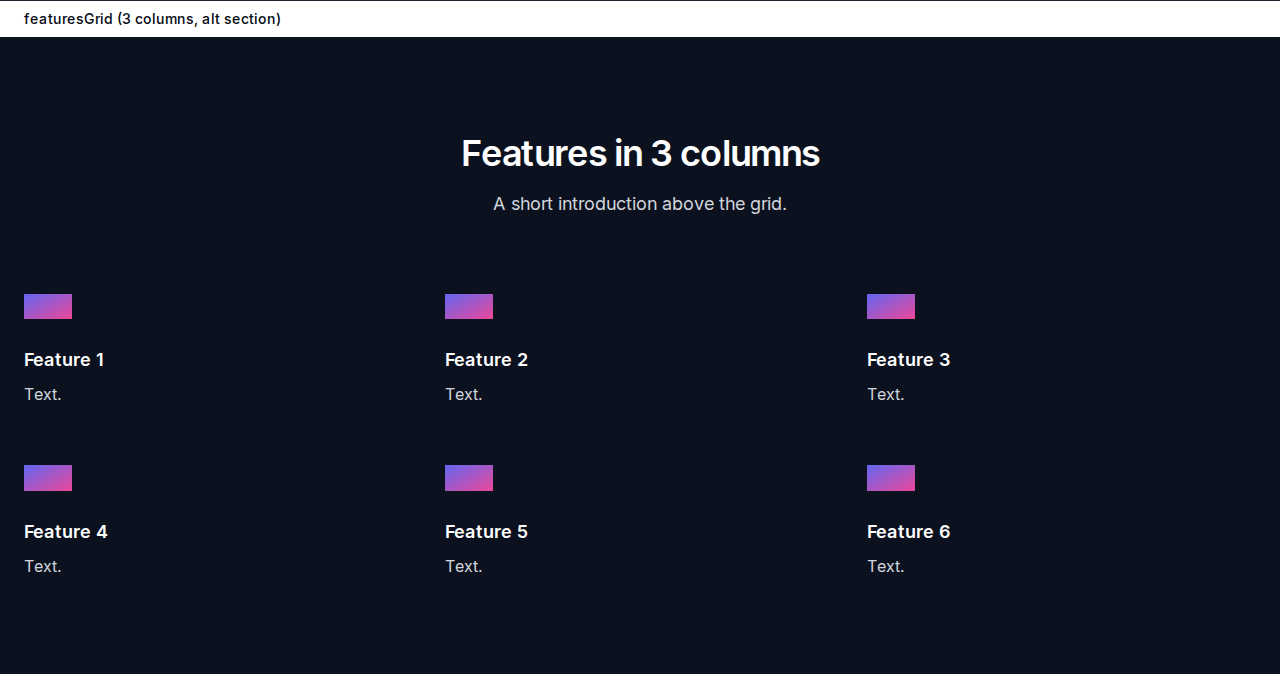 featuresGrid (3 columns, alt section)
Features in 3 columns
A short introduction above the grid.
Feature 1
Text.
Feature 2
Text.
Feature 3
Text.
Feature 4
Text.
Feature 5
Text.
Feature 6
Text.